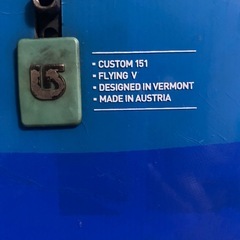 - CUSTOM 151
- FLYING V
- DESIGNED IN VERMONT
- MADE IN AUSTRIA